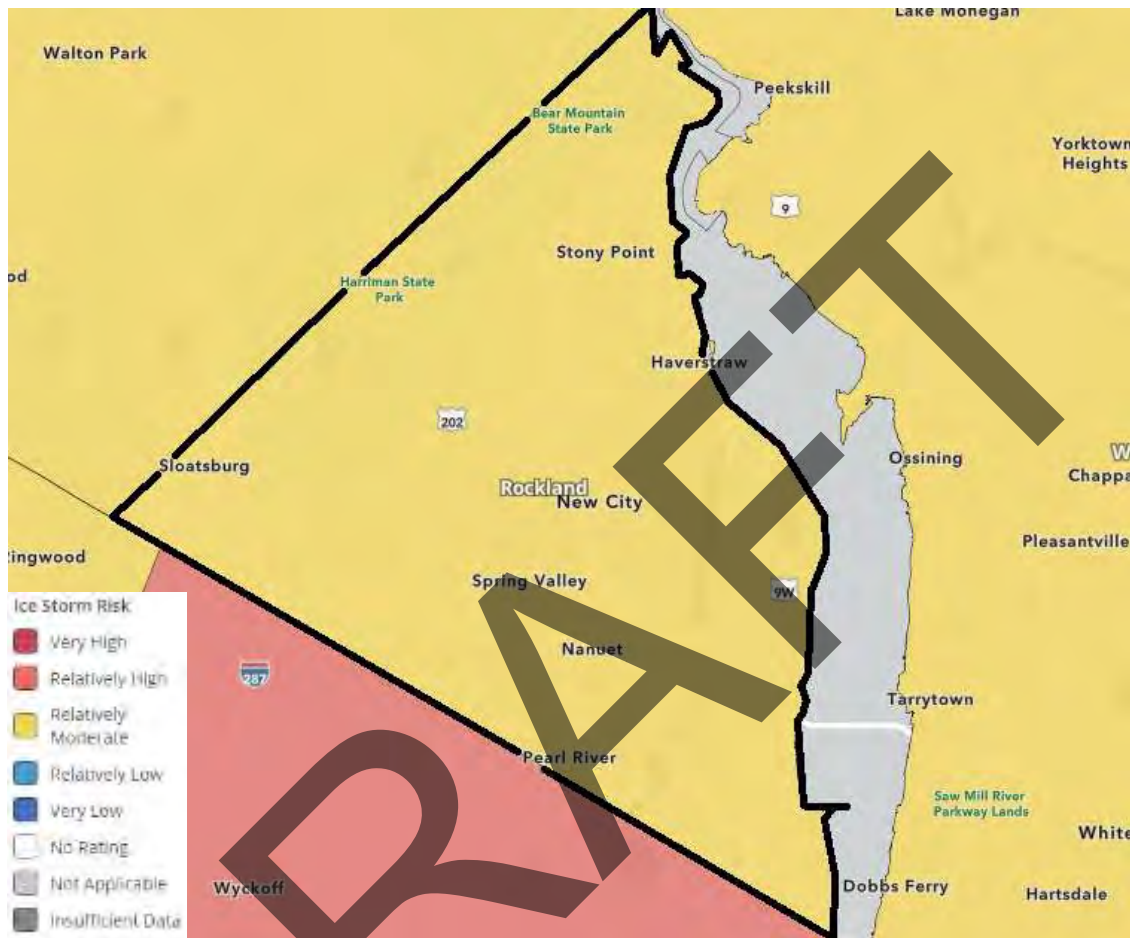 Lake Mohegan
Walton Park
Peekskill
Bear Mountain
State Park
Yorktown
Heights
9
Stony Point
od
Harriman State
Park
Haverstraw
202
Sloatsburg
Ossining
W
Chappa
Rockland
New City
Pleasantville
Ringwood
Spring Valley
9W
Ice Storm Risk
Very High
Relatively High
Relatively
Moderate
Relatively Low
Very Low
No Rating
Not Applicable
Insufficient Data
Nanuet
287
Tarrytown
Pearl River
Saw Mill River
Parkway Lands
White
Wyckoff
Dobbs Ferry
Hartsdale
RAFT